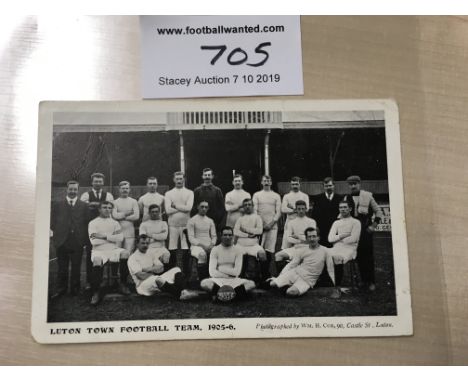 www.footballwanted.com
705
Stacey Auction 7 10 2019
LUTON TOWN FOOTBALL TEAM, 1905-6.
Photographed by WM. H. COX, 90, Castle St., Luton.